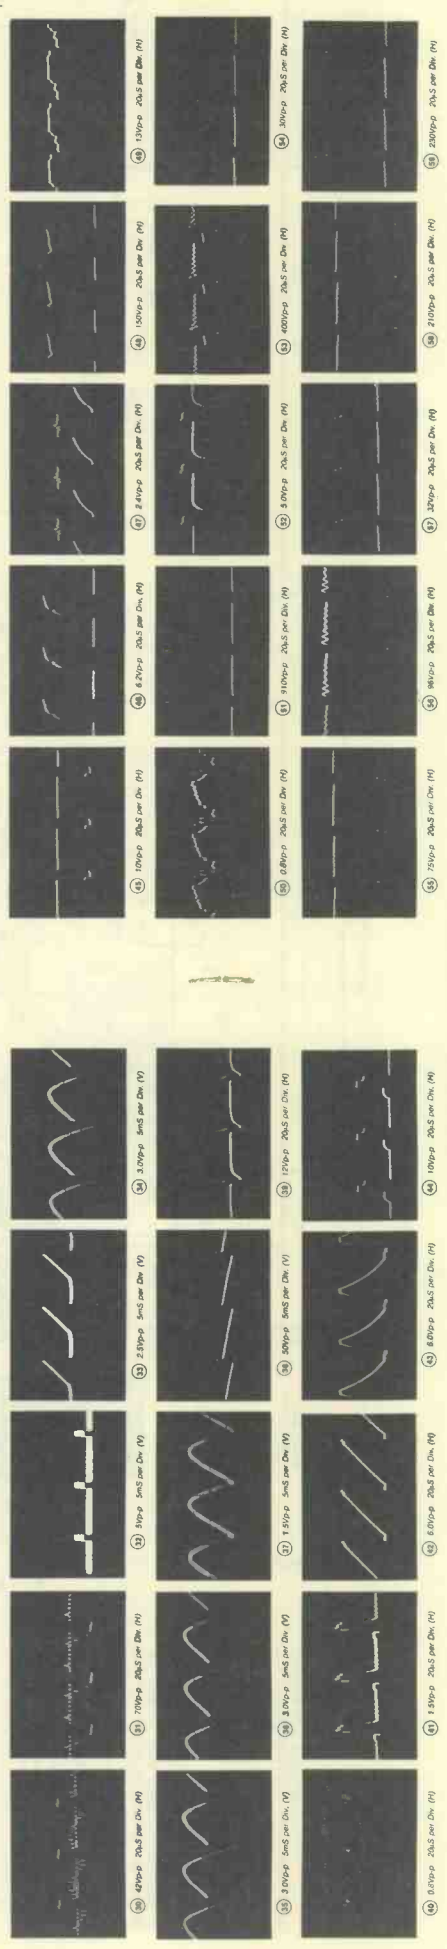 30 42Vp-p 20µS per Div (H)
31 70Vp-p 20µS per Div. (H)
32 5Vp-p 5mS per Div (V)
33 2.5Vp-p 5mS per Div (V)
34 3.0Vp-p 5mS per Div. (V)
35 3.0Vp-p 5mS per Div. (V)
36 3.0Vp-p 5mS per Div (V)
37 1.5Vp-p 5mS per Div. (V)
38 50Vp-p 5mS per Div. (V)
39 12Vp-p 20µS per Div. (H)
40 0.8Vp-p 20µS per Div (H)
41 1.5Vp-p 20µS per Div. (H)
42 6.0Vp-p 20µS per Div. (H)
43 6.0Vp-p 20µS per Div. (H)
44 10Vp-p 20µS per Div. (H)
45 10Vp-p 20µS per Div (H)
46 6.2Vp-p 20µS per Div. (H)
47 2.4Vp-p 20µS per Div. (H)
48 150Vp-p 20µS per Div (H)
49 13Vp-p 20µS per Div. (H)
50 0.8Vp-p 20µS per Div (H)
51 910Vp-p 20µS per Div. (H)
52 5.0Vp-p 20µS per Div. (H)
53 400Vp-p 20µS per Div. (H)
54 30Vp-p 20µS per Div. (H)
55 75Vp-p 20µS per Div. (H)
56 96Vp-p 20µS per Div. (H)
57 32Vp-p 20µS per Div. (H)
58 210Vp-p 20µS per Div. (H)
59 230Vp-p 20µS per Div. (H)